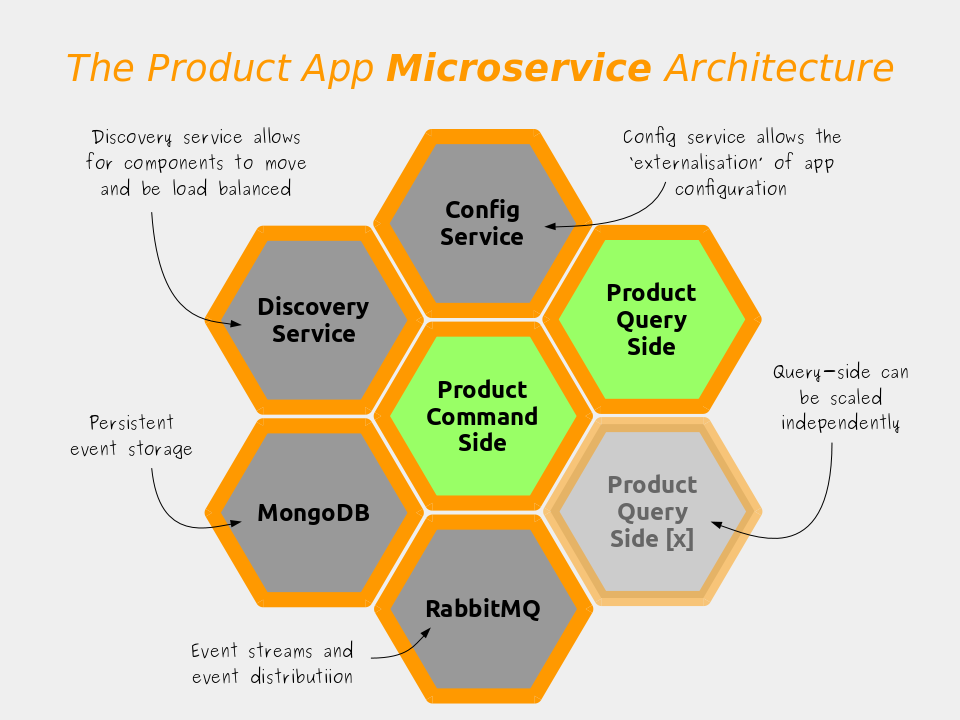 The Product App Microservice Architecture
Discovery service allows
for components to move
and be load balanced
Config service allows the
'externalisation' of app
configuration
Config
Service
Discovery
Service
Product
Query
Side
Product
Command
Side
Query-side can
be scaled
independently
Persistent
event storage
MongoDB
Product
Query
Side [x]
RabbitMQ
Event streams and
event distributiion